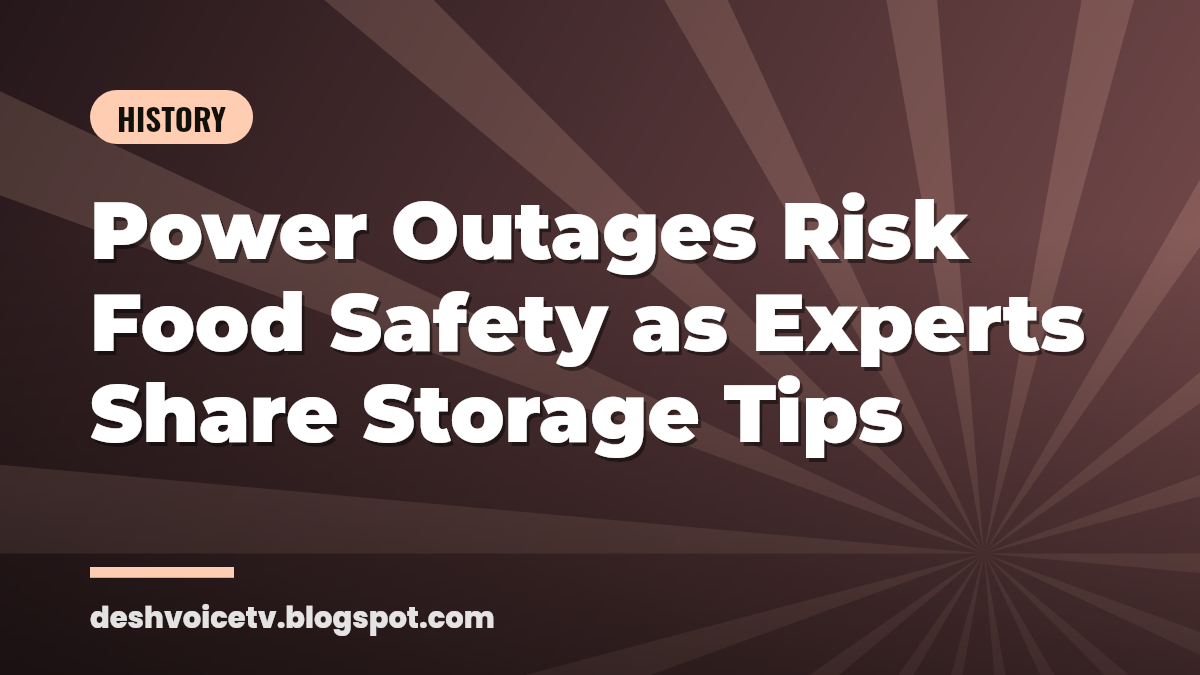 HISTORY
Power Outages Risk
Food Safety as Experts
Share Storage Tips
deshvoicetv.blogspot.com